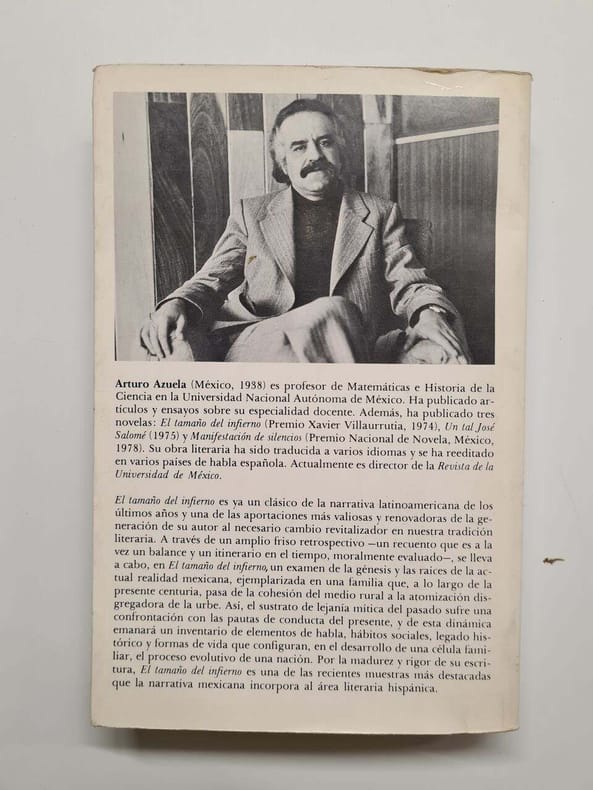 Arturo Azuela (México, 1938) es profesor de Matemáticas e Historia de la
Ciencia en la Universidad Nacional Autónoma de México. Ha publicado ar-
tículos y ensayos sobre su especialidad docente. Además, ha publicado tres
novelas: El tamaño del infierno (Premio Xavier Villaurrutia, 1974), Un tal José
Salomé (1975) y Manifestación de silencios (Premio Nacional de Novela, México,
1978). Su obra literaria ha sido traducida a varios idiomas y se ha reeditado
en varios países de habla española. Actualmente es director de la Revista de la
Universidad de México.
El tamaño del infierno es ya un clásico de la narrativa latinoamericana de los
últimos años y una de las aportaciones más valiosas y renovadoras de la ge-
neración de su autor al necesario cambio revitalizador en nuestra tradición
literaria. A través de un amplio friso retrospectivo —un recuento que es a la
vez un balance y un itinerario en el tiempo, moralmente evaluado—, se lleva
a cabo, en El tamaño del infierno, un examen de la génesis y las raíces de la ac-
tual realidad mexicana, ejemplarizada en una familia que, a lo largo de la
presente centuria, pasa de la cohesión del medio rural a la atomización dis-
gregadora de la urbe. Así, el sustrato de lejanía mítica del pasado sufre una
confrontación con las pautas de conducta del presente, y de esta dinámica
emanará un inventario de elementos de habla, hábitos sociales, legado his-
tórico y formas de vida que configuran, en el desarrollo de una célula fami-
liar, el proceso evolutivo de una nación. Por la madurez y rigor de su escri-
tura, El tamaño del infierno es una de las recientes muestras más destacadas
que la narrativa mexicana incorpora al área literaria hispánica.